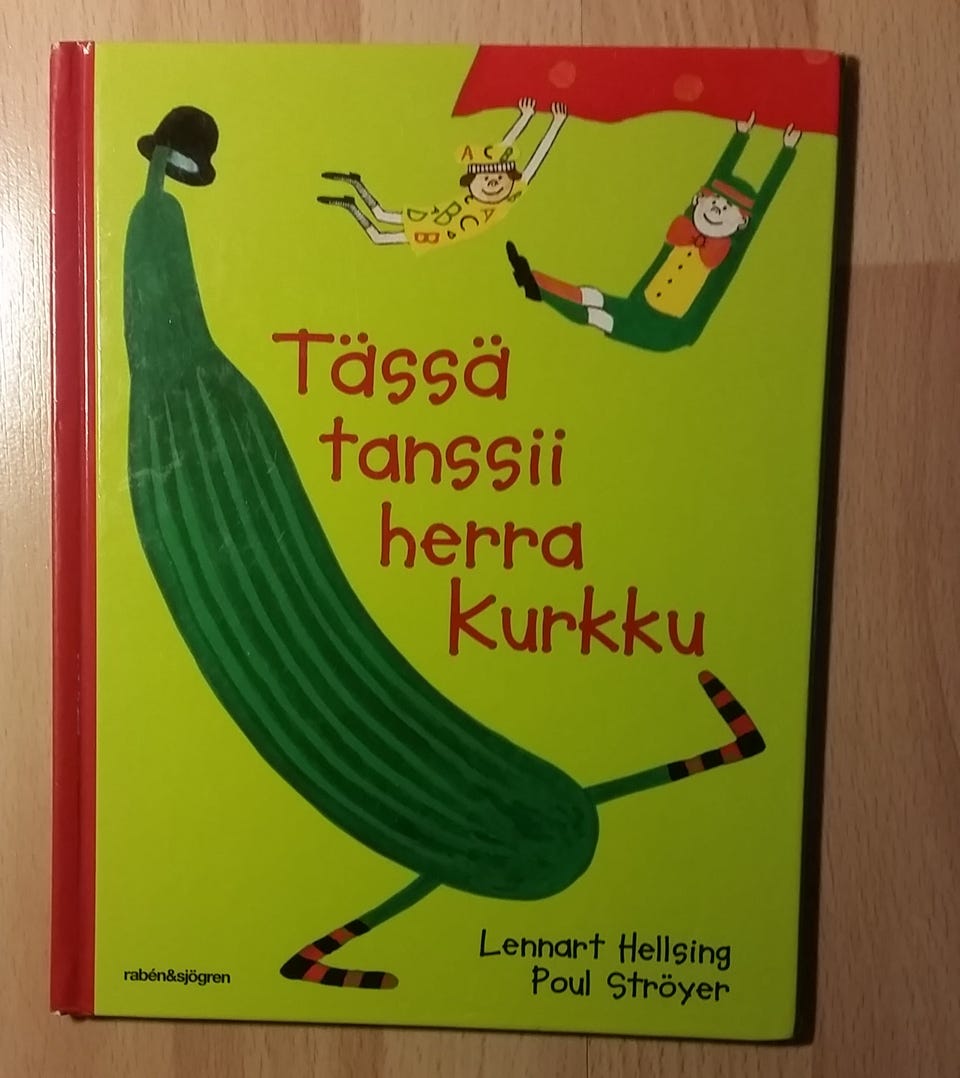 A C B
Tässä
tanssii
herra
Kurkku
Lennart Hellsing
Poul Ströyer
rabén&sjögren